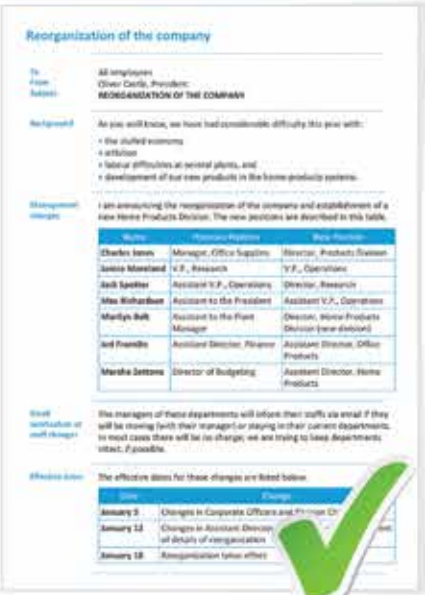 Reorganization of the company
To
All employees
From
Oliver Castle, President
Subject
REORGANIZATION OF THE COMPANY
Background
As you well know, we have had considerable difficulty this year with:
• the stalled economy
• attrition
• labour difficulties at several plants, and
• development of our new products in the home products systems.
Management changes
I am announcing the reorganization of the company and establishment of a
new Home Products Division. The new positions are described in this table.
Name Previous Position New Position
Charles Jones Manager, Office Supplies Director, Products Division
Janice Moreland V.P., Research V.P., Operations
Jack Spotter Assistant V.P., Operations Director, Research
Max Richardson Assistant to the President Assistant V.P., Operations
Marilyn Bolt Assistant to the Plant Manager Director, Home Products Division (new division)
Ard Franklin Assistant Director, Finance Assistant Director, Office Products
Marsha Director of Budgeting Assistant Director, Home Products
Email notification of staff changes
The managers of these departments will inform their staffs via email if they
will be moving (with their manager) or staying in their current departments.
In most cases there will be no change; we are trying to keep departments
intact, if possible.
Effective dates
The effective dates for these changes are listed below.
Date Change
January 5 Changes in Corporate Officers and
January 12 Changes in Assistant
of details of reorganization
January 18 Reorganization takes effect